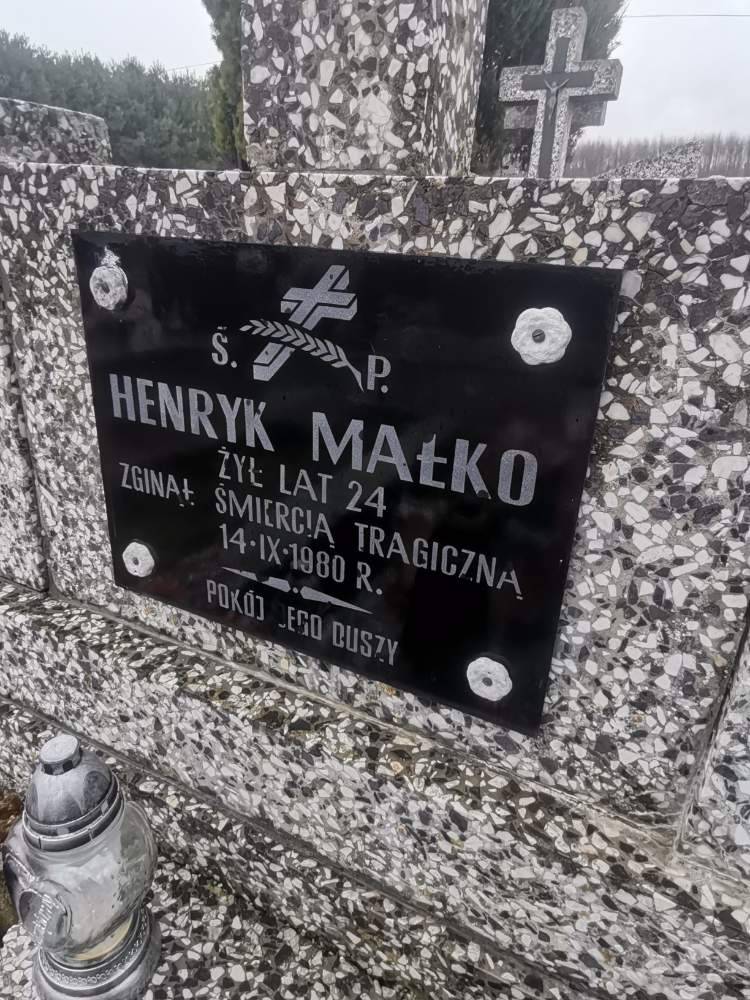 Ś. P.
HENRYK MAŁKO
ŻYŁ LAT 24
ZGINĄŁ ŚMIERCIĄ TRAGICZNĄ
14·IX·1980 R.
POKÓJ JEGO DUSZY